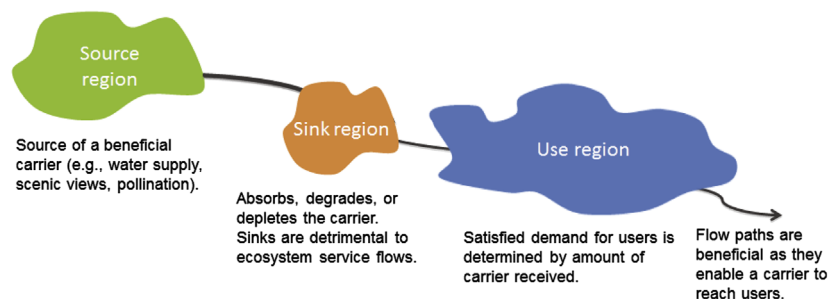 Source
region
Source of a beneficial
carrier (e.g., water supply,
scenic views, pollination).
Sink region
Absorbs, degrades, or
depletes the carrier.
Sinks are detrimental to
ecosystem service flows.
Use region
Satisfied demand for users is
determined by amount of
carrier received.
Flow paths are
beneficial as they
enable a carrier to
reach users.